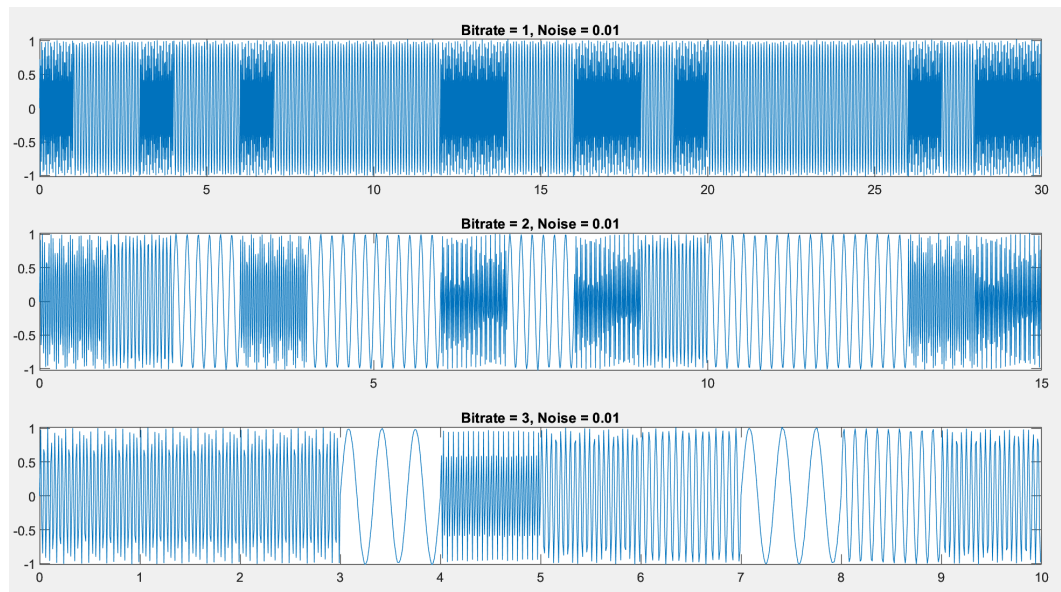 Bitrate = 1, Noise = 0.01
1
0.5
0
-0.5
-1
0 5 10 15 20 25 30
Bitrate = 2, Noise = 0.01
1
0.5
0
-0.5
-1
0 5 10 15
Bitrate = 3, Noise = 0.01
1
0.5
0
-0.5
-1
0 1 2 3 4 5 6 7 8 9 10